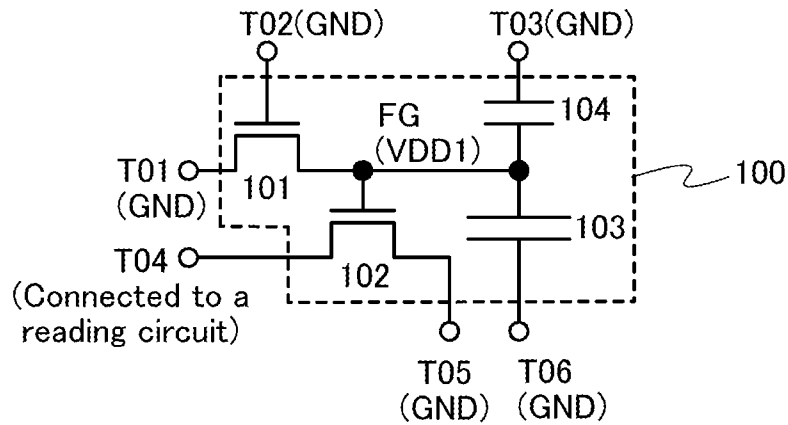 T02(GND)
T03(GND)
104
FG
(VDD1)
T01
(GND)
101
100
103
T04
102
(Connected to a
reading circuit)
T05
(GND)
T06
(GND)